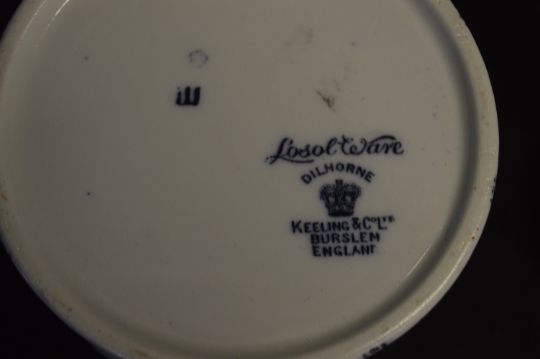 Losol Ware
DILHORNE
KEELING & CO LTD
BURSLEM
ENGLAND